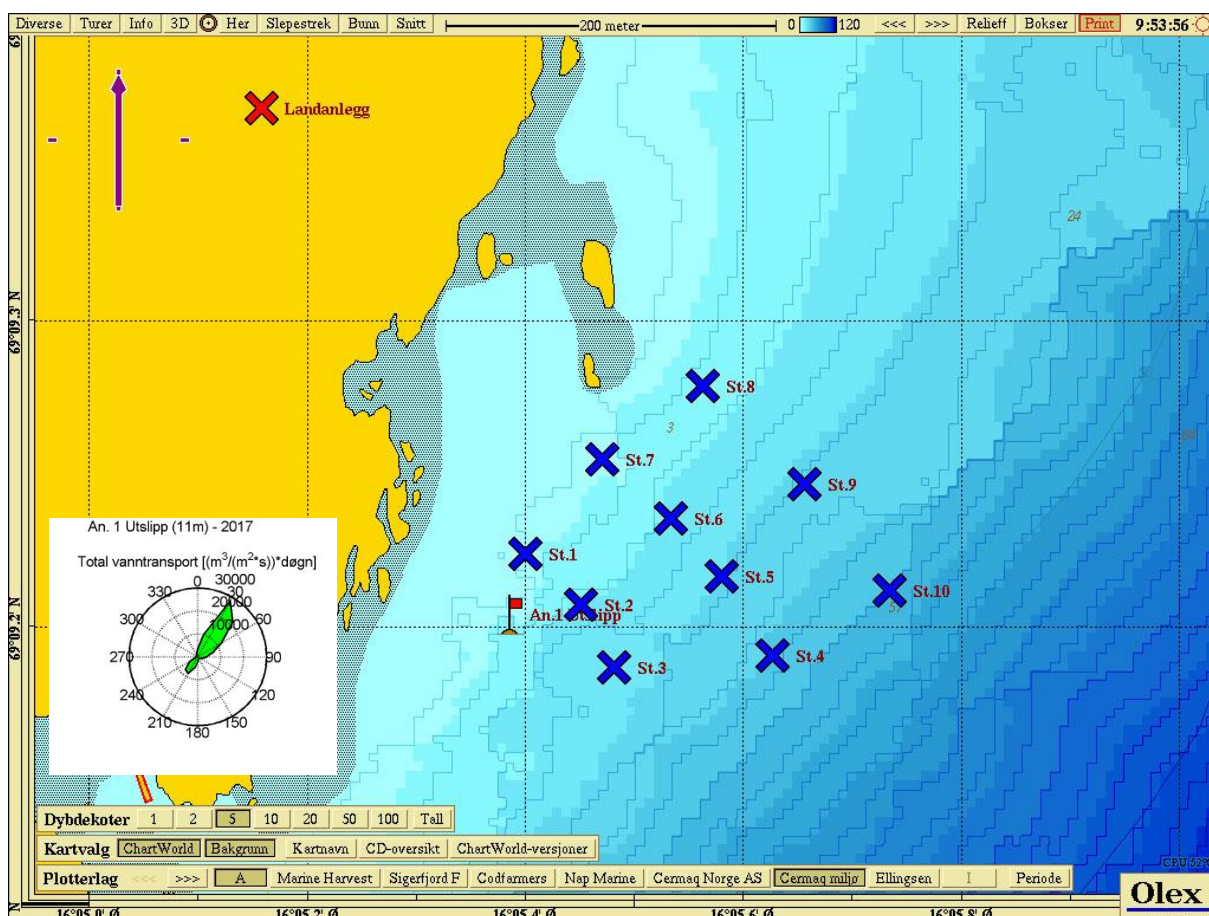 Diverse Turer Info 3D Her Slepestrek Bunn Snitt 200 meter 0 120 <<< >>> Relieff Bokser Print 9:53:56
Landanlegg
24
69°09.3' N
St.8
3
St.7
St.9
St.6
St.1
St.5
St.10
St.2
An.1 Utslipp
69°09.2' N
St.3
St.4
An. 1 Utslipp (11m) - 2017
Total vanntransport [(m³/(m²*s))*døgn]
0 30000
330 30
20000
300 10000 60
270 90
240 120
210 150
180
Dybdekoter 1 2 5 10 20 50 100 Tall
Kartvalg ChartWorld Bakgrunn Kartnavn CD-oversikt ChartWorld-versjoner
Plotterlag <<< >>> A Marine Harvest Sigerfjord F Codfarmers Nap Marine Cermaq Norge AS Cermaq miljø Ellingsen I Periode
Olex
16°05.0' Ø 16°05.2' Ø 16°05.4' Ø 16°05.6' Ø 16°05.8' Ø